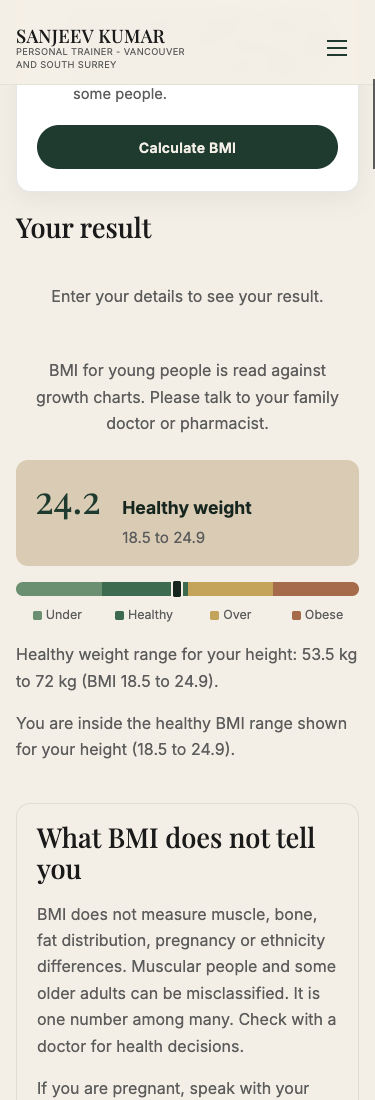 SANJEEV KUMAR
PERSONAL TRAINER - VANCOUVER
AND SOUTH SURREY
some people.
Calculate BMI
Your result
Enter your details to see your result.
BMI for young people is read against
growth charts. Please talk to your family
doctor or pharmacist.
24.2 Healthy weight
18.5 to 24.9
Under Healthy Over Obese
Healthy weight range for your height: 53.5 kg
to 72 kg (BMI 18.5 to 24.9).
You are inside the healthy BMI range shown
for your height (18.5 to 24.9).
What BMI does not tell
you
BMI does not measure muscle, bone,
fat distribution, pregnancy or ethnicity
differences. Muscular people and some
older adults can be misclassified. It is
one number among many. Check with a
doctor for health decisions.
If you are pregnant, speak with your